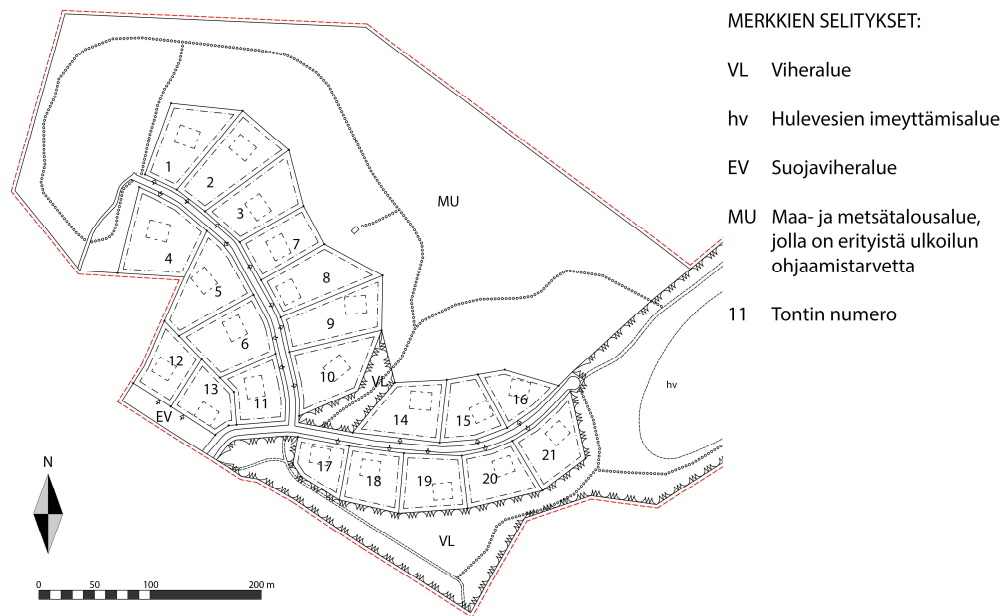 MERKKIEN SELITYKSET:
VL Viheralue
hv Hulevesien imeyttämisalue
EV Suojaviheralue
MU Maa- ja metsätalousalue,
jolla on erityistä ulkoilun
ohjaamistarvetta
11 Tontin numero
1
2
3
4
5
6
7
8
9
10
11
12
13
14
15
16
17
18
19
20
21
MU
VL
EV
hv
VL
N
0 50 100 200 m